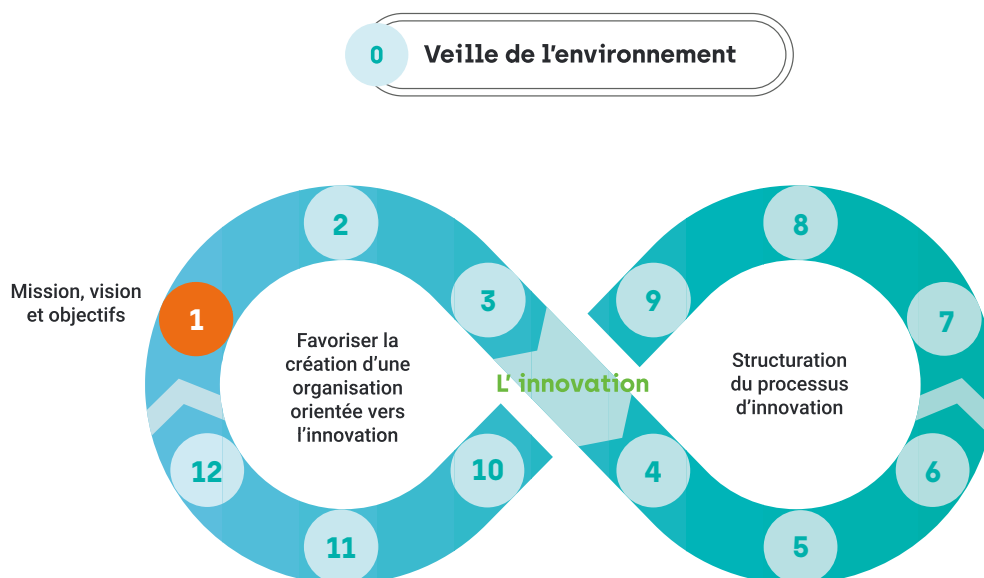 0 Veille de l'environnement
2
8
3
9
1
7
Mission, vision
et objectifs
Favoriser la
création d'une
organisation
orientée vers
l'innovation
L' innovation
Structuration
du processus
d'innovation
12
10
4
6
11
5